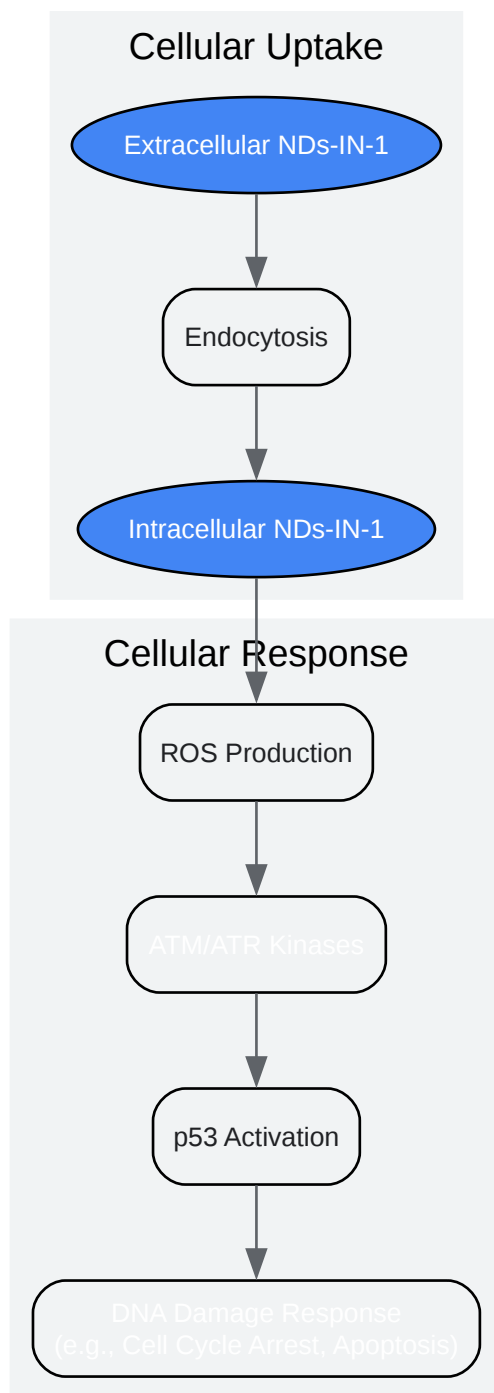 Cellular Uptake
Extracellular NDs-IN-1
Endocytosis
Intracellular NDs-IN-1
Cellular Response
ROS Production
ATM/ATR Kinases
p53 Activation
DNA Damage Response
(e.g., Cell Cycle Arrest, Apoptosis)